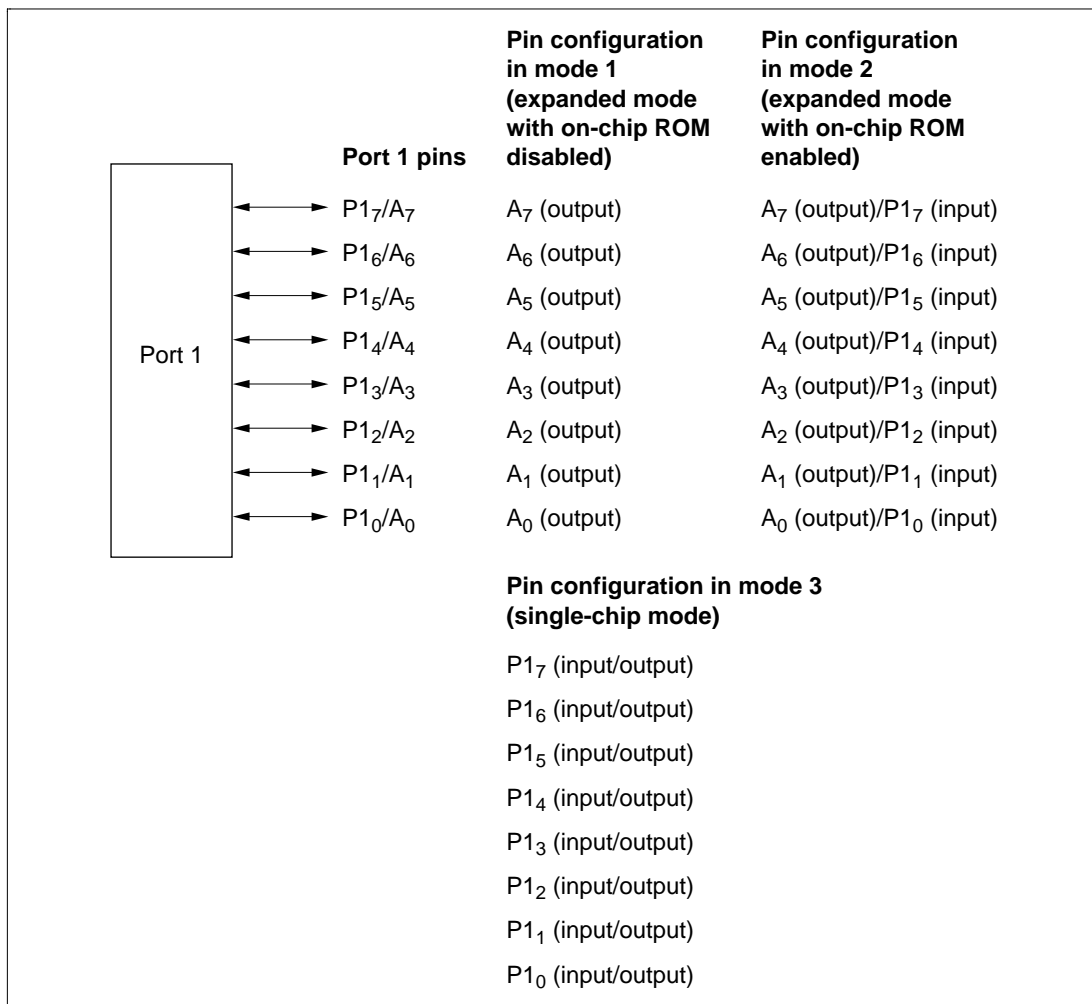 Pin configuration
in mode 1
(expanded mode
with on-chip ROM
disabled)
Pin configuration
in mode 2
(expanded mode
with on-chip ROM
enabled)
Port 1 pins
Port 1
P1₇/A₇ A₇ (output) A₇ (output)/P1₇ (input)
P1₆/A₆ A₆ (output) A₆ (output)/P1₆ (input)
P1₅/A₅ A₅ (output) A₅ (output)/P1₅ (input)
P1₄/A₄ A₄ (output) A₄ (output)/P1₄ (input)
P1₃/A₃ A₃ (output) A₃ (output)/P1₃ (input)
P1₂/A₂ A₂ (output) A₂ (output)/P1₂ (input)
P1₁/A₁ A₁ (output) A₁ (output)/P1₁ (input)
P1₀/A₀ A₀ (output) A₀ (output)/P1₀ (input)
Pin configuration in mode 3
(single-chip mode)
P1₇ (input/output)
P1₆ (input/output)
P1₅ (input/output)
P1₄ (input/output)
P1₃ (input/output)
P1₂ (input/output)
P1₁ (input/output)
P1₀ (input/output)